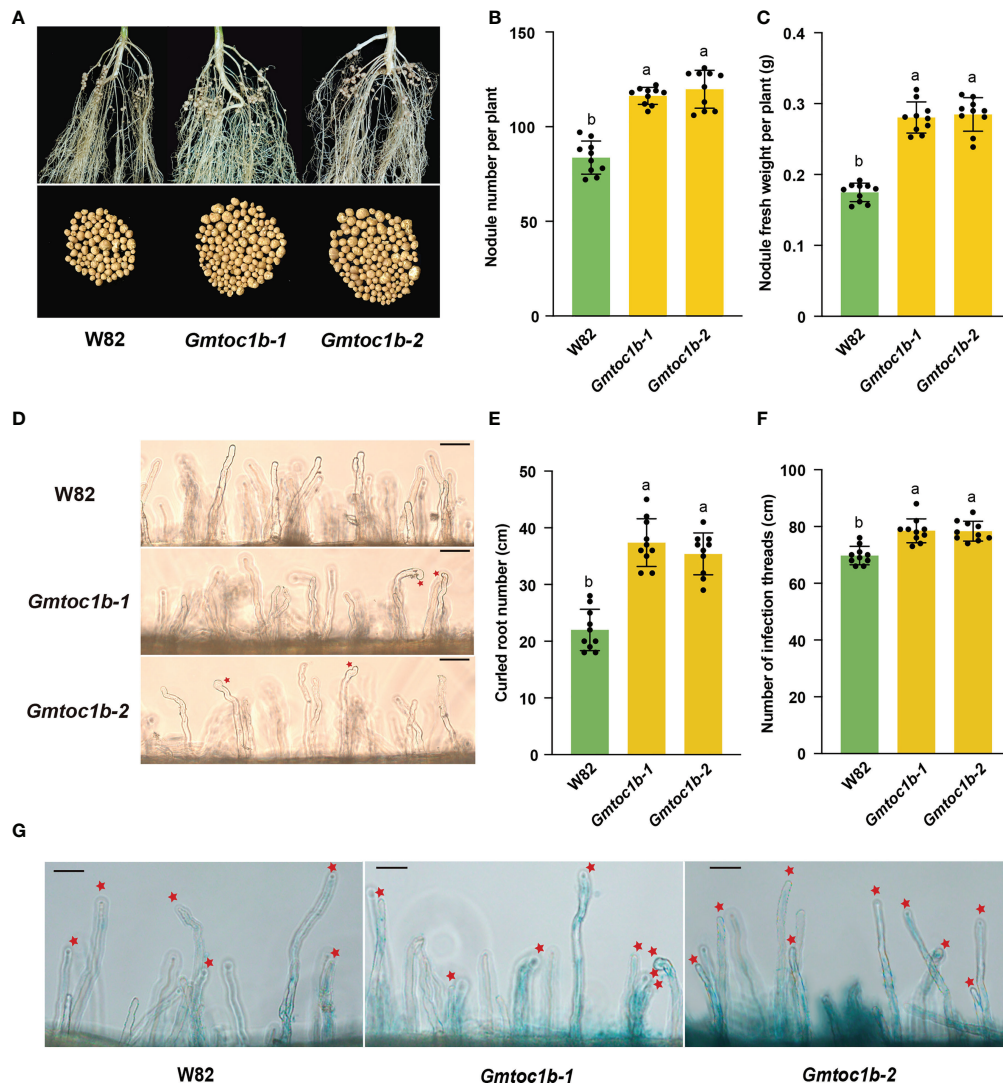 A
W82
Gmtoc1b-1
Gmtoc1b-2
B
Nodule number per plant
150
100
50
0
b
a
a
W82
Gmtoc1b-1
Gmtoc1b-2
C
Nodule fresh weight per plant (g)
0.4
0.3
0.2
0.1
0
b
a
a
W82
Gmtoc1b-1
Gmtoc1b-2
D
W82
Gmtoc1b-1
Gmtoc1b-2
E
Curled root number (cm)
50
40
30
20
10
0
b
a
a
W82
Gmtoc1b-1
Gmtoc1b-2
F
Number of infection threads (cm)
100
80
60
40
20
0
b
a
a
W82
Gmtoc1b-1
Gmtoc1b-2
G
W82
Gmtoc1b-1
Gmtoc1b-2